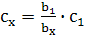 cₓ = b₁/bₓ · c₁